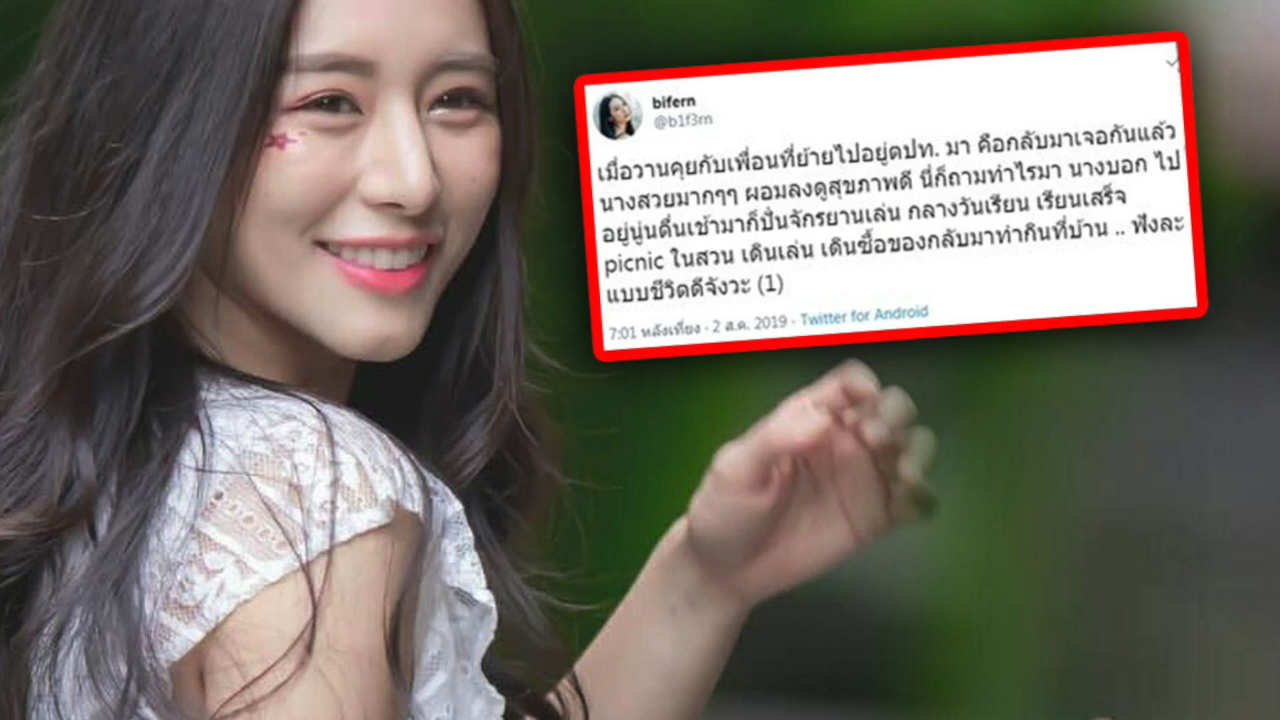 bifern
@b1f3rn
เมื่อวานคุยกับเพื่อนที่ย้ายไปอยู่ตปท. มา คือกลับมาเจอกันแล้ว
นางสวยมากๆๆ ผอมลงดูสุขภาพดี นี่ก็ถามทำไรมา นางบอก ไป
อยู่นู่นตื่นเช้ามาก็ปั่นจักรยานเล่น กลางวันเรียน เรียนเสร็จ
picnic ในสวน เดินเล่น เดินซื้อของกลับมาทำกินที่บ้าน .. ฟังละ
แบบชีวิตดีจังวะ (1)
7:01 หลังเที่ยง · 2 ส.ค. 2019 · Twitter for Android